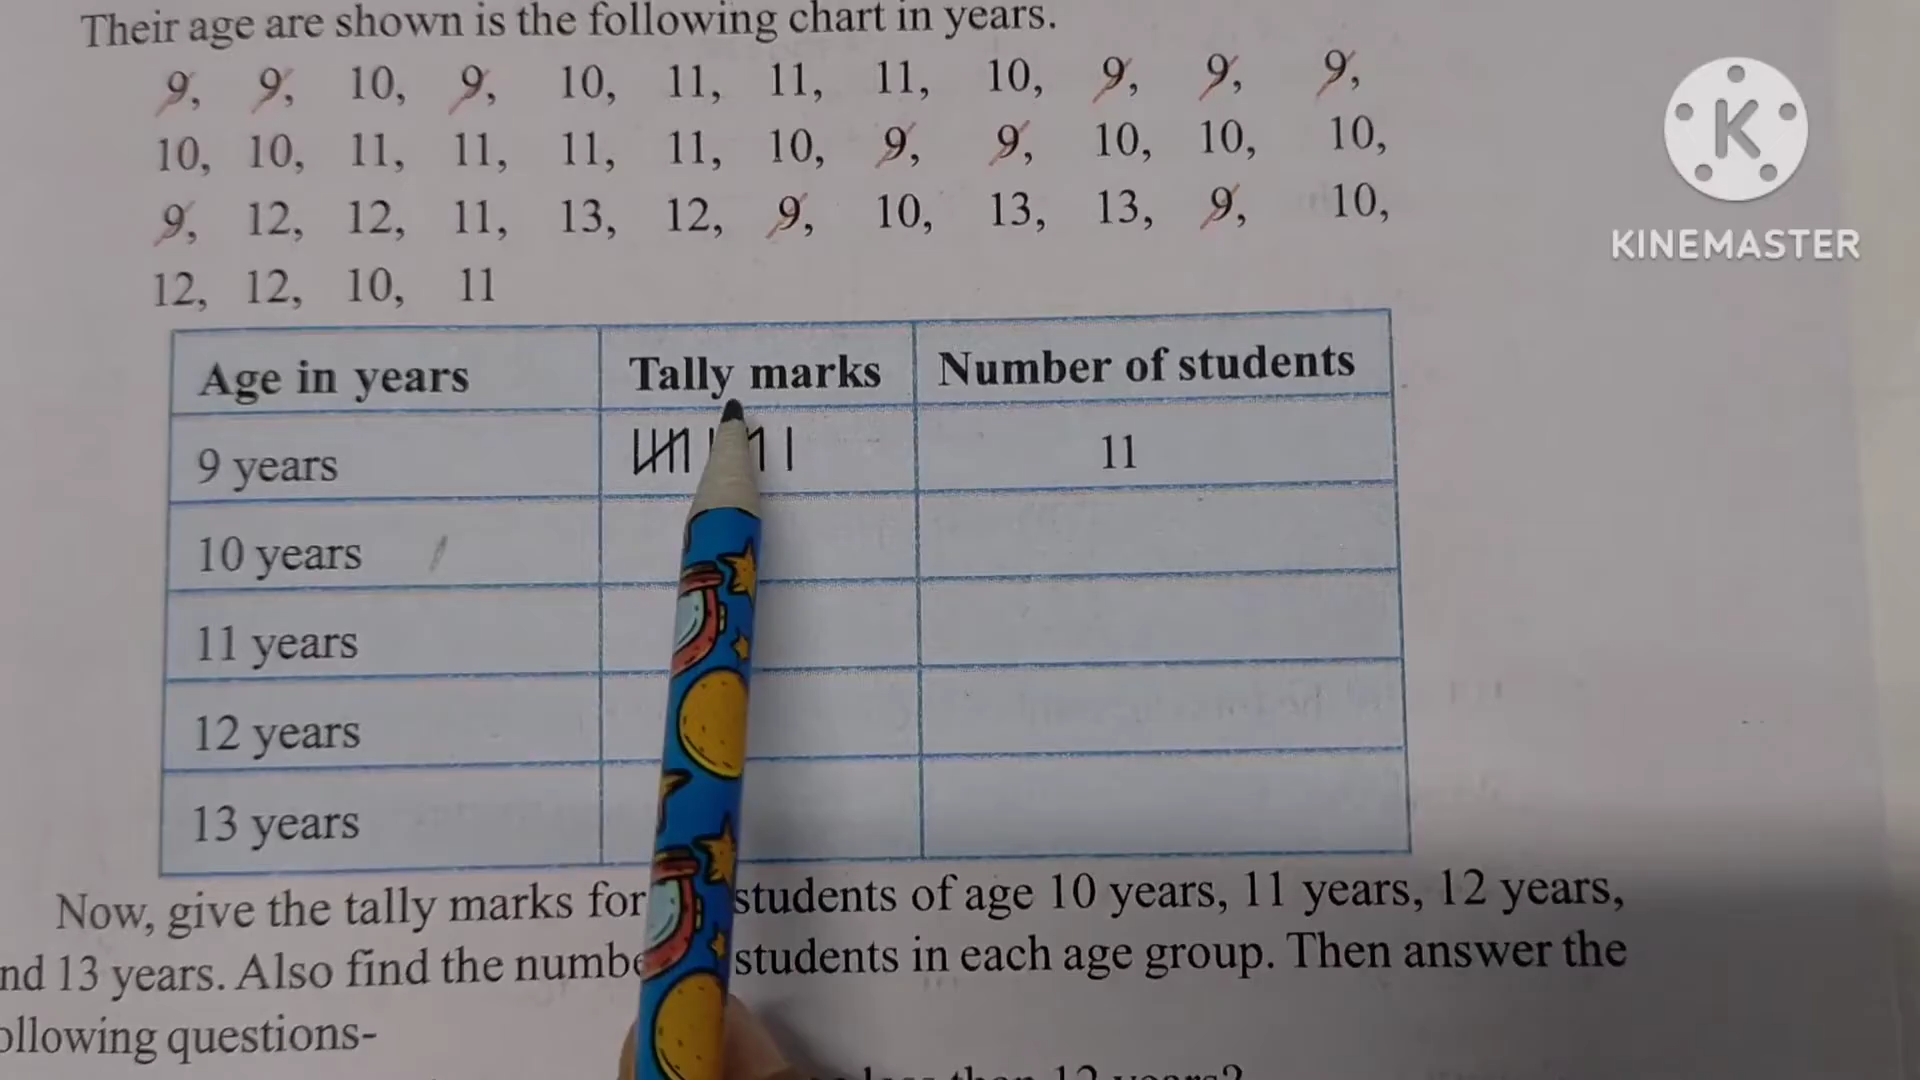 Their age are shown is the following chart in years.
9, 9, 10, 9, 10, 11, 11, 11, 10, 9, 9, 9,
10, 10, 11, 11, 11, 11, 10, 9, 9, 10, 10, 10,
9, 12, 12, 11, 13, 12, 9, 10, 13, 13, 9, 10,
12, 12, 10, 11
KINEMASTER
Age in years Tally marks Number of students
9 years 11
10 years
11 years
12 years
13 years
Now, give the tally marks for students of age 10 years, 11 years, 12 years,
nd 13 years. Also find the numbe students in each age group. Then answer the
ollowing questions-
less than 12 years?